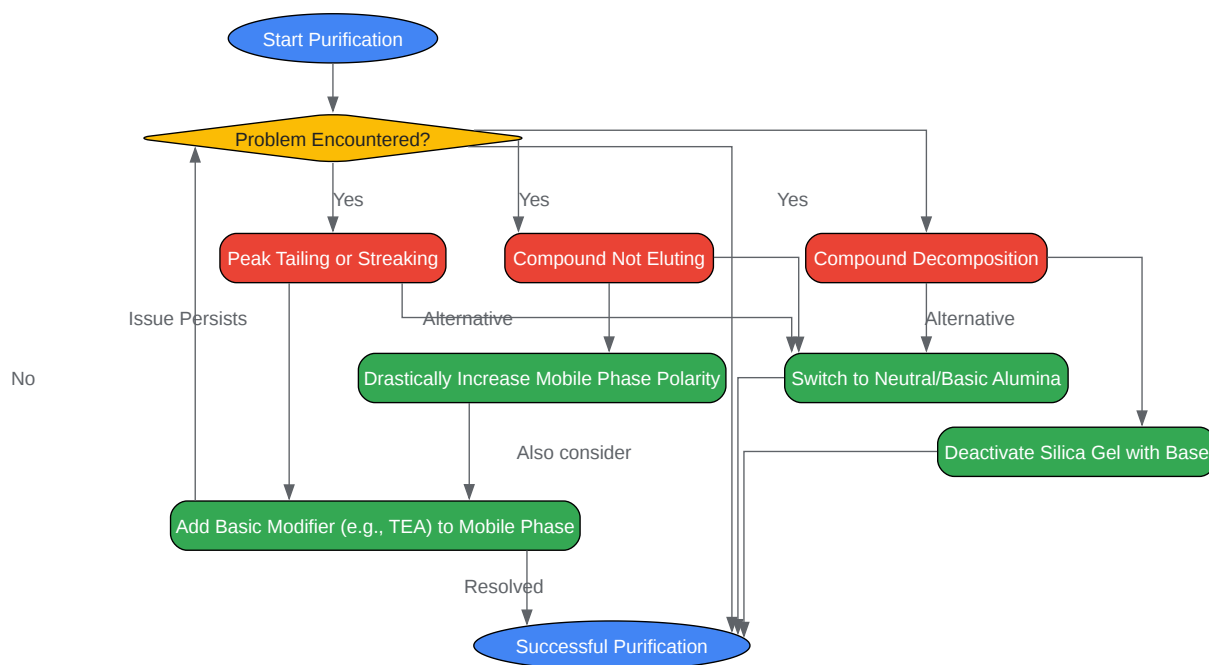 Start Purification
Problem Encountered?
Yes
Yes
Yes
Peak Tailing or Streaking
Compound Not Eluting
Compound Decomposition
Issue Persists
Alternative
Alternative
No
Drastically Increase Mobile Phase Polarity
Switch to Neutral/Basic Alumina
Also consider
Deactivate Silica Gel with Base
Add Basic Modifier (e.g., TEA) to Mobile Phase
Resolved
Successful Purification